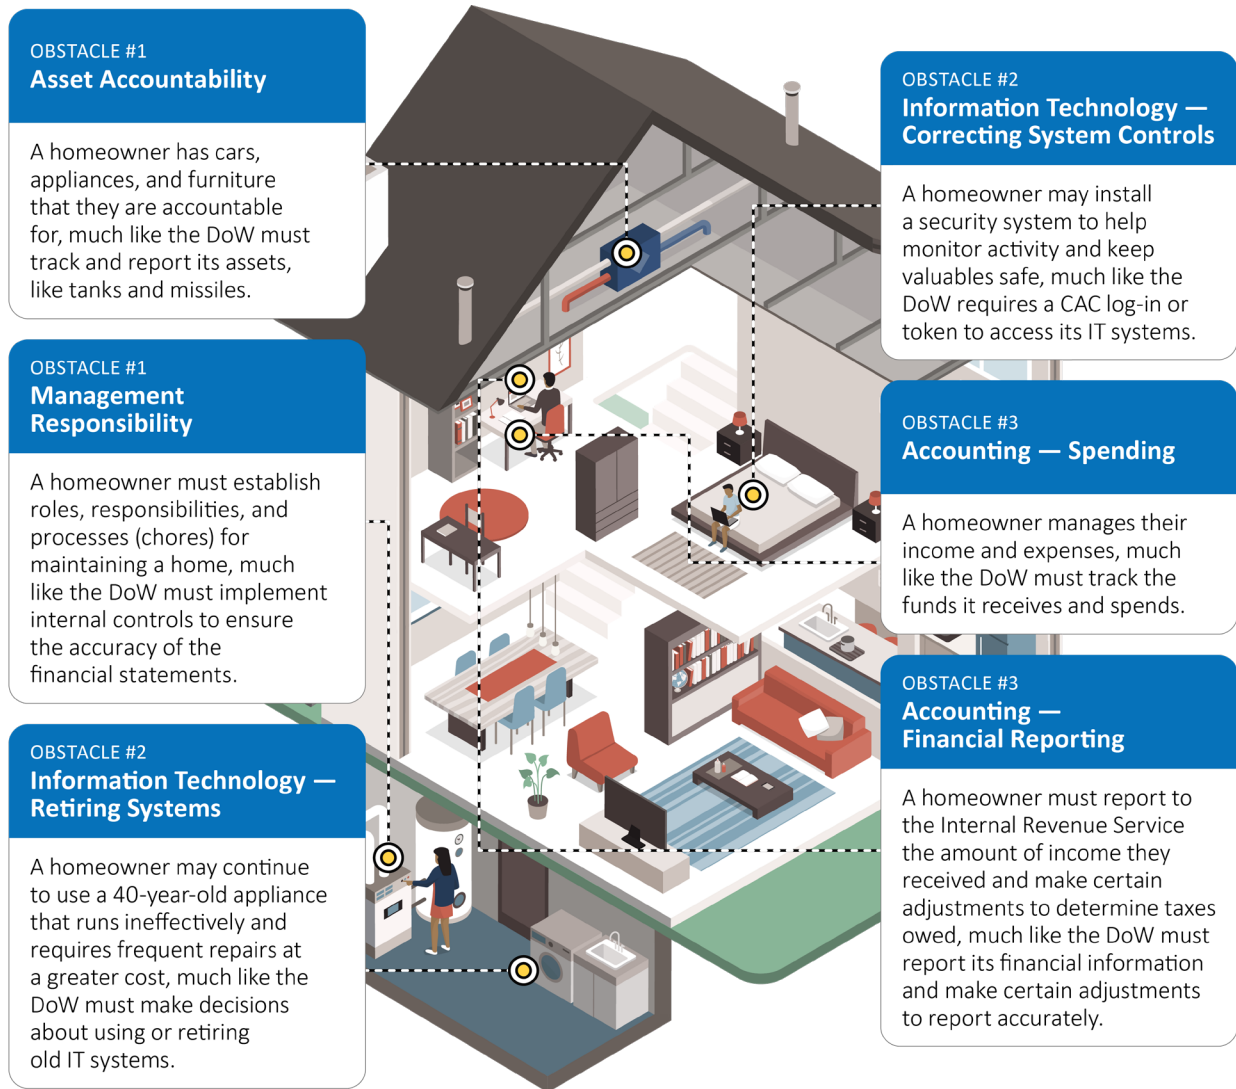 OBSTACLE #1
Asset Accountability
A homeowner has cars,
appliances, and furniture
that they are accountable
for, much like the DoW must
track and report its assets,
like tanks and missiles.
OBSTACLE #1
Management
Responsibility
A homeowner must establish
roles, responsibilities, and
processes (chores) for
maintaining a home, much
like the DoW must implement
internal controls to ensure
the accuracy of the
financial statements.
OBSTACLE #2
Information Technology —
Retiring Systems
A homeowner may continue
to use a 40-year-old appliance
that runs ineffectively and
requires frequent repairs at
a greater cost, much like the
DoW must make decisions
about using or retiring
old IT systems.
OBSTACLE #2
Information Technology —
Correcting System Controls
A homeowner may install
a security system to help
monitor activity and keep
valuables safe, much like the
DoW requires a CAC log-in or
token to access its IT systems.
OBSTACLE #3
Accounting — Spending
A homeowner manages their
income and expenses, much
like the DoW must track the
funds it receives and spends.
OBSTACLE #3
Accounting —
Financial Reporting
A homeowner must report to
the Internal Revenue Service
the amount of income they
received and make certain
adjustments to determine taxes
owed, much like the DoW must
report its financial information
and make certain adjustments
to report accurately.